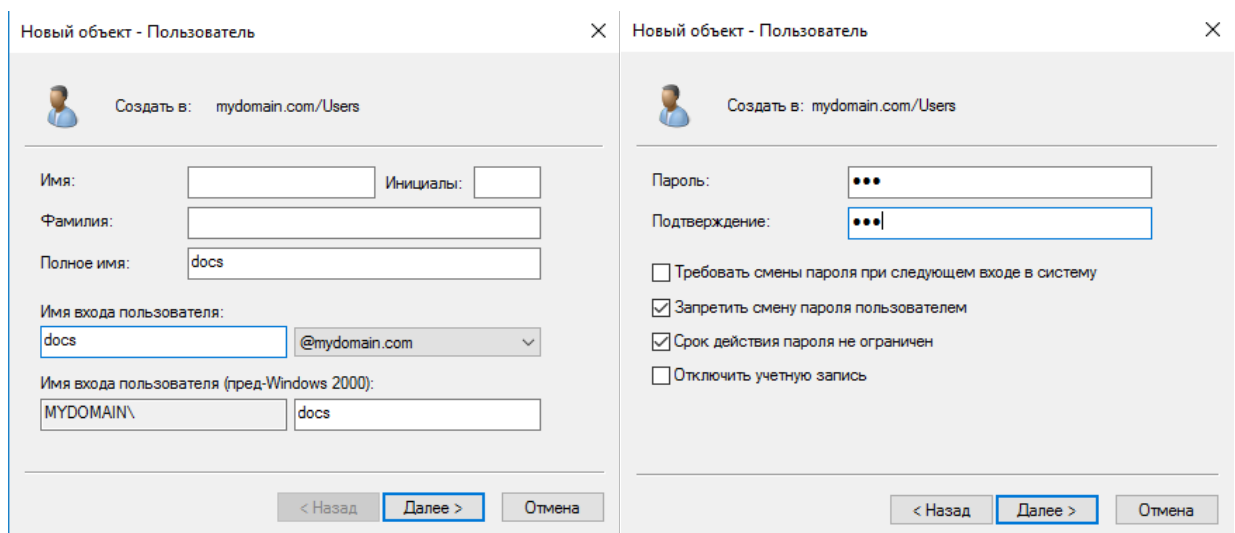 Новый объект - Пользователь
Создать в: mydomain.com/Users
Имя:
Инициалы:
Фамилия:
Полное имя: docs
Имя входа пользователя:
docs @mydomain.com
Имя входа пользователя (пред-Windows 2000):
MYDOMAIN\ docs
< Назад Далее > Отмена
Новый объект - Пользователь
Создать в: mydomain.com/Users
Пароль: •••
Подтверждение: •••
Требовать смены пароля при следующем входе в систему
Запретить смену пароля пользователем
Срок действия пароля не ограничен
Отключить учетную запись
< Назад Далее > Отмена